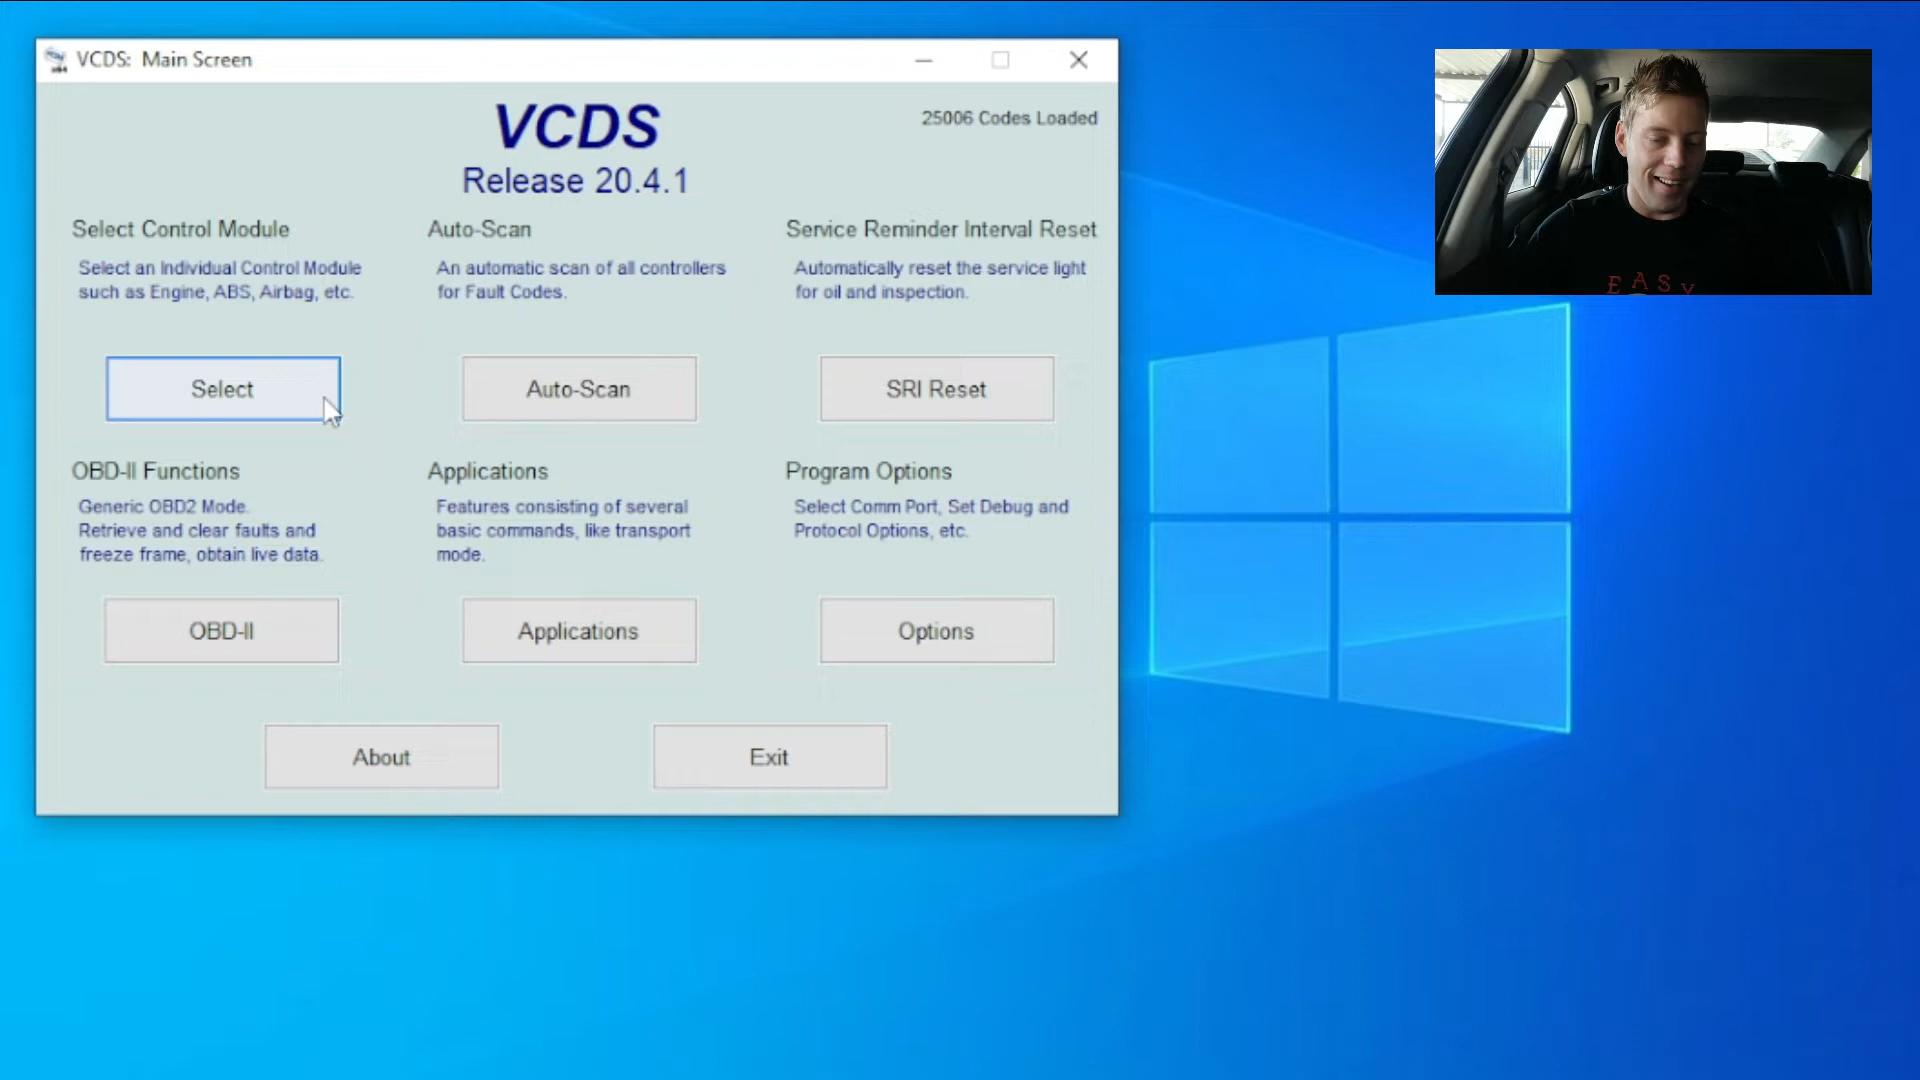 VCDS: Main Screen
VCDS
25006 Codes Loaded
Release 20.4.1
Select Control Module
Select an Individual Control Module
such as Engine, ABS, Airbag, etc.
Select
Auto-Scan
An automatic scan of all controllers
for Fault Codes.
Auto-Scan
Service Reminder Interval Reset
Automatically reset the service light
for oil and inspection.
SRI Reset
OBD-II Functions
Generic OBD2 Mode.
Retrieve and clear faults and
freeze frame, obtain live data.
OBD-II
Applications
Features consisting of several
basic commands, like transport
mode.
Applications
Program Options
Select Comm Port, Set Debug and
Protocol Options, etc.
Options
About
Exit
EASY